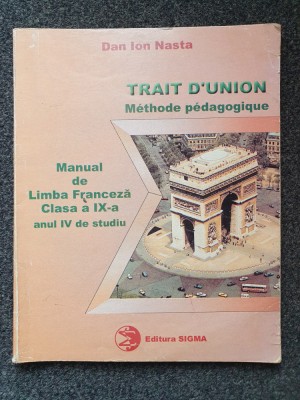 Dan Ion Nasta
TRAIT D'UNION
Méthode pédagogique
Manual
de
Limba Franceză
Clasa a IX-a
anul IV de studiu
Editura SIGMA